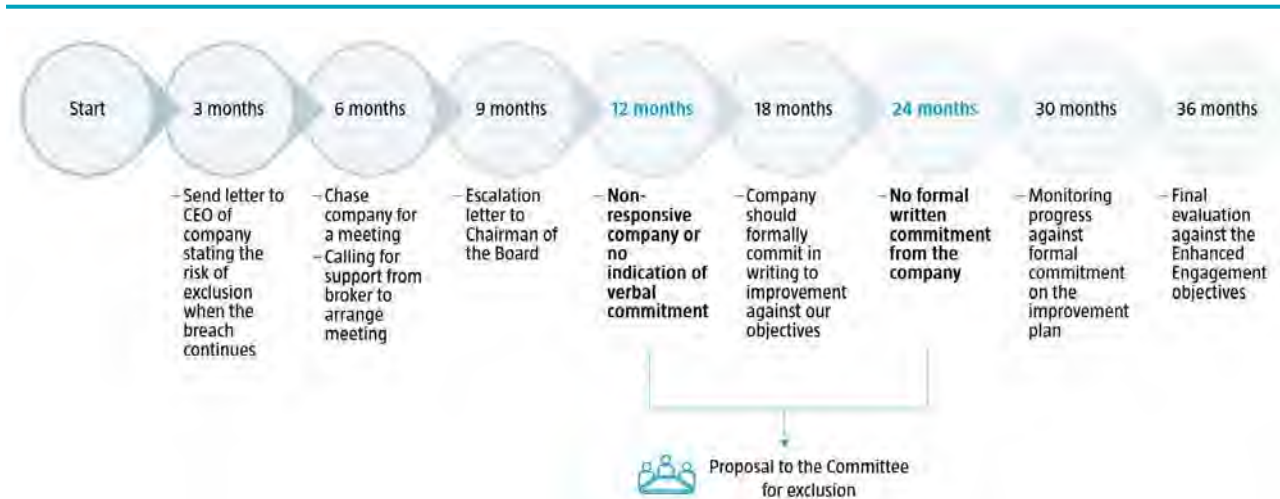 Start
3 months
6 months
9 months
12 months
18 months
24 months
30 months
36 months
– Send letter to
CEO of
company
stating the
risk of
exclusion
when the
breach
continues
– Chase
company for
a meeting
– Calling for
support from
broker to
arrange
meeting
– Escalation
letter to
Chairman of
the Board
– Non-
responsive
company or
no
indication of
verbal
commitment
– Company
should
formally
commit in
writing to
improvement
against our
objectives
– No formal
written
commitment
from the
company
– Monitoring
progress
against
formal
commitment
on the
improvement
plan
– Final
evaluation
against the
Enhanced
Engagement
objectives
Proposal to the Committee
for exclusion